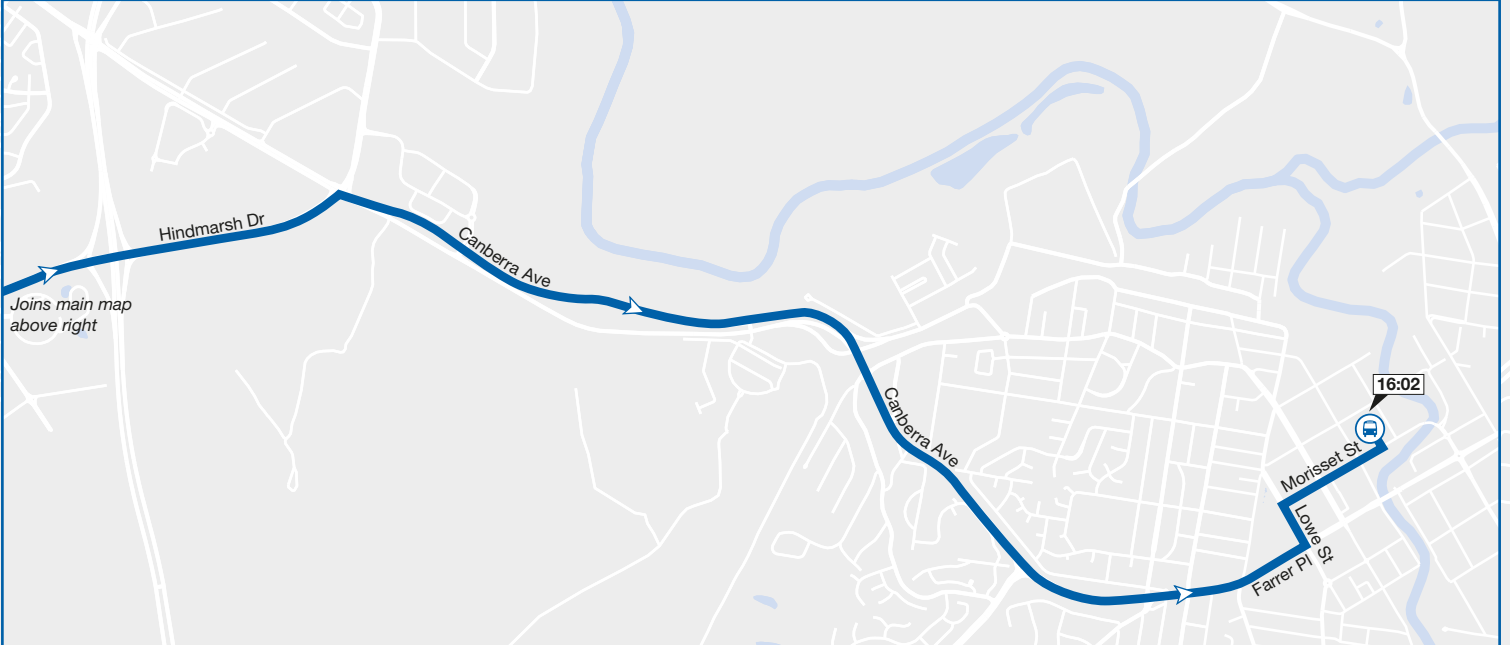 Hindmarsh Dr
Canberra Ave
Joins main map
above right
16:02
Canberra Ave
Morisset St
Lowe St
Farrer Pl